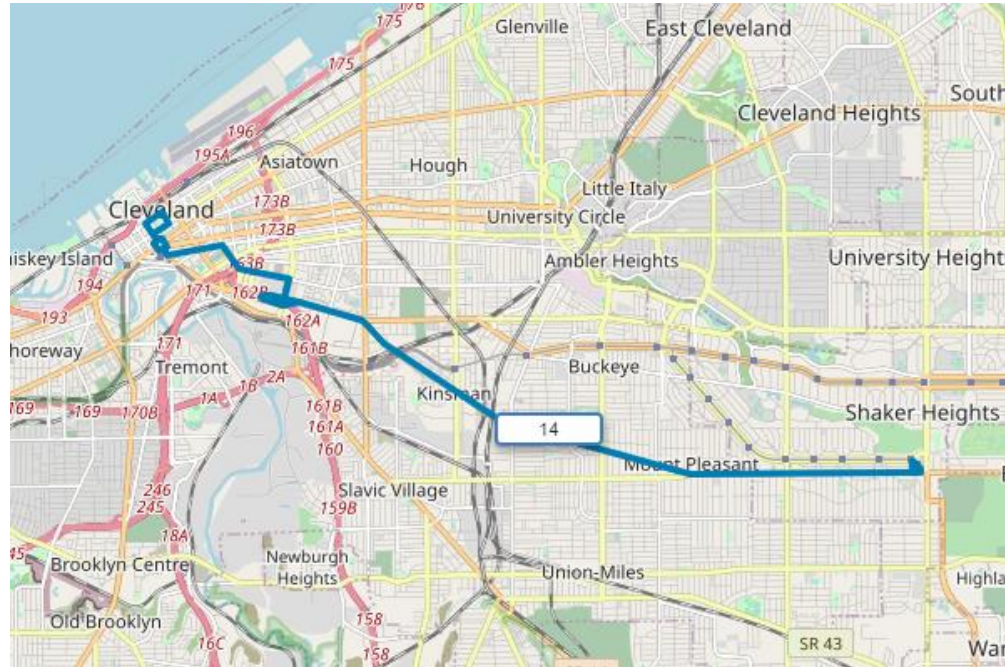 Glenville
175
East Cleveland
175
South
Cleveland Heights
196
195A
Asiatown
Hough
Little Italy
Cleveland
173B
University Circle
173B
iskey Island
163B
Ambler Heights
University Height
194
171
162B
193
162A
horeway
171
161B
Tremont
2A
Buckeye
1B
1A
Kinsman
169
169
170B
161B
161A
Shaker Heights
14
160
Mount Pleasant
246
245
Slavic Village
159B
18A
45
Brooklyn Centre
Newburgh
Heights
Union-Miles
Highla
Old Brooklyn
158
16C
158
SR 43
Wa